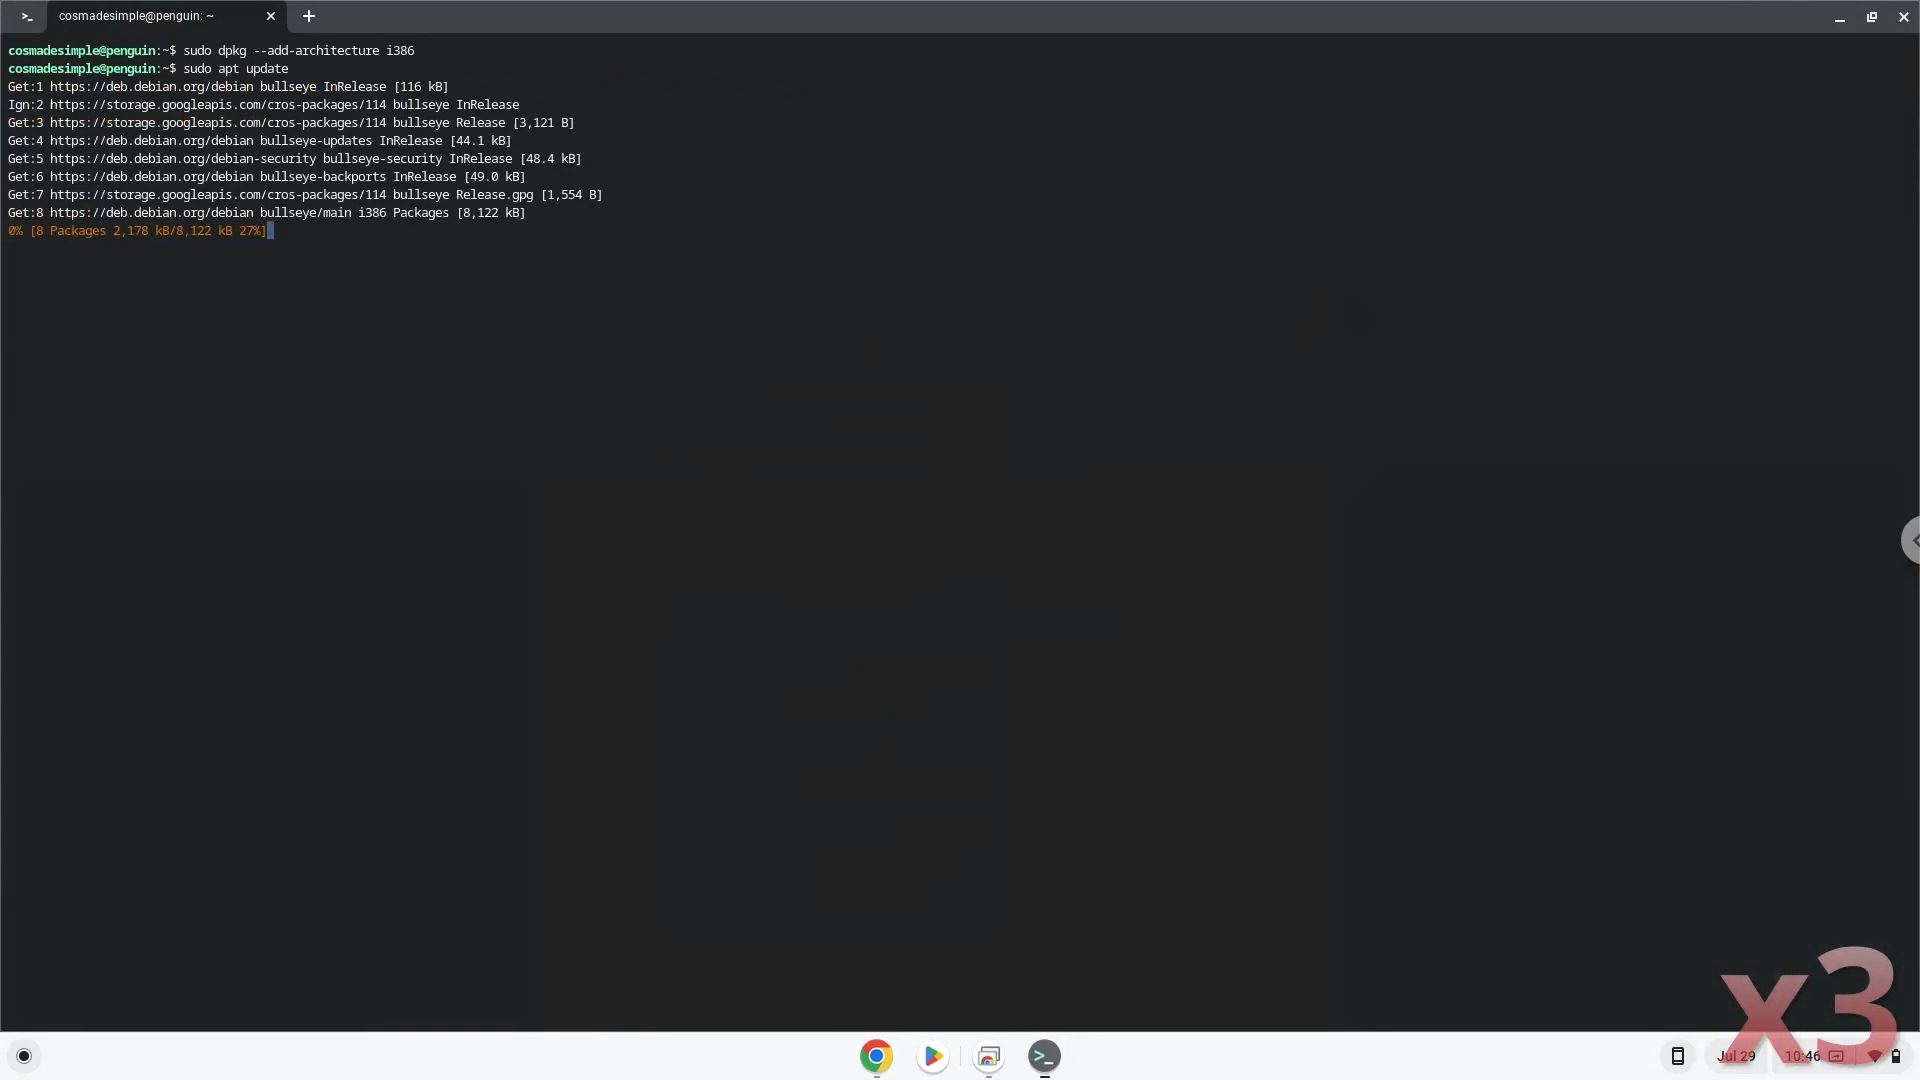 cosmadesimple@penguin: ~
cosmadesimple@penguin:~$ sudo dpkg --add-architecture i386
cosmadesimple@penguin:~$ sudo apt update
Get:1 https://deb.debian.org/debian bullseye InRelease [116 kB]
Ign:2 https://storage.googleapis.com/cros-packages/114 bullseye InRelease
Get:3 https://storage.googleapis.com/cros-packages/114 bullseye Release [3,121 B]
Get:4 https://deb.debian.org/debian bullseye-updates InRelease [44.1 kB]
Get:5 https://deb.debian.org/debian-security bullseye-security InRelease [48.4 kB]
Get:6 https://deb.debian.org/debian bullseye-backports InRelease [49.0 kB]
Get:7 https://storage.googleapis.com/cros-packages/114 bullseye Release.gpg [1,554 B]
Get:8 https://deb.debian.org/debian bullseye/main i386 Packages [8,122 kB]
0% [8 Packages 2,178 kB/8,122 kB 27%]
x3
Jul 29 10:46